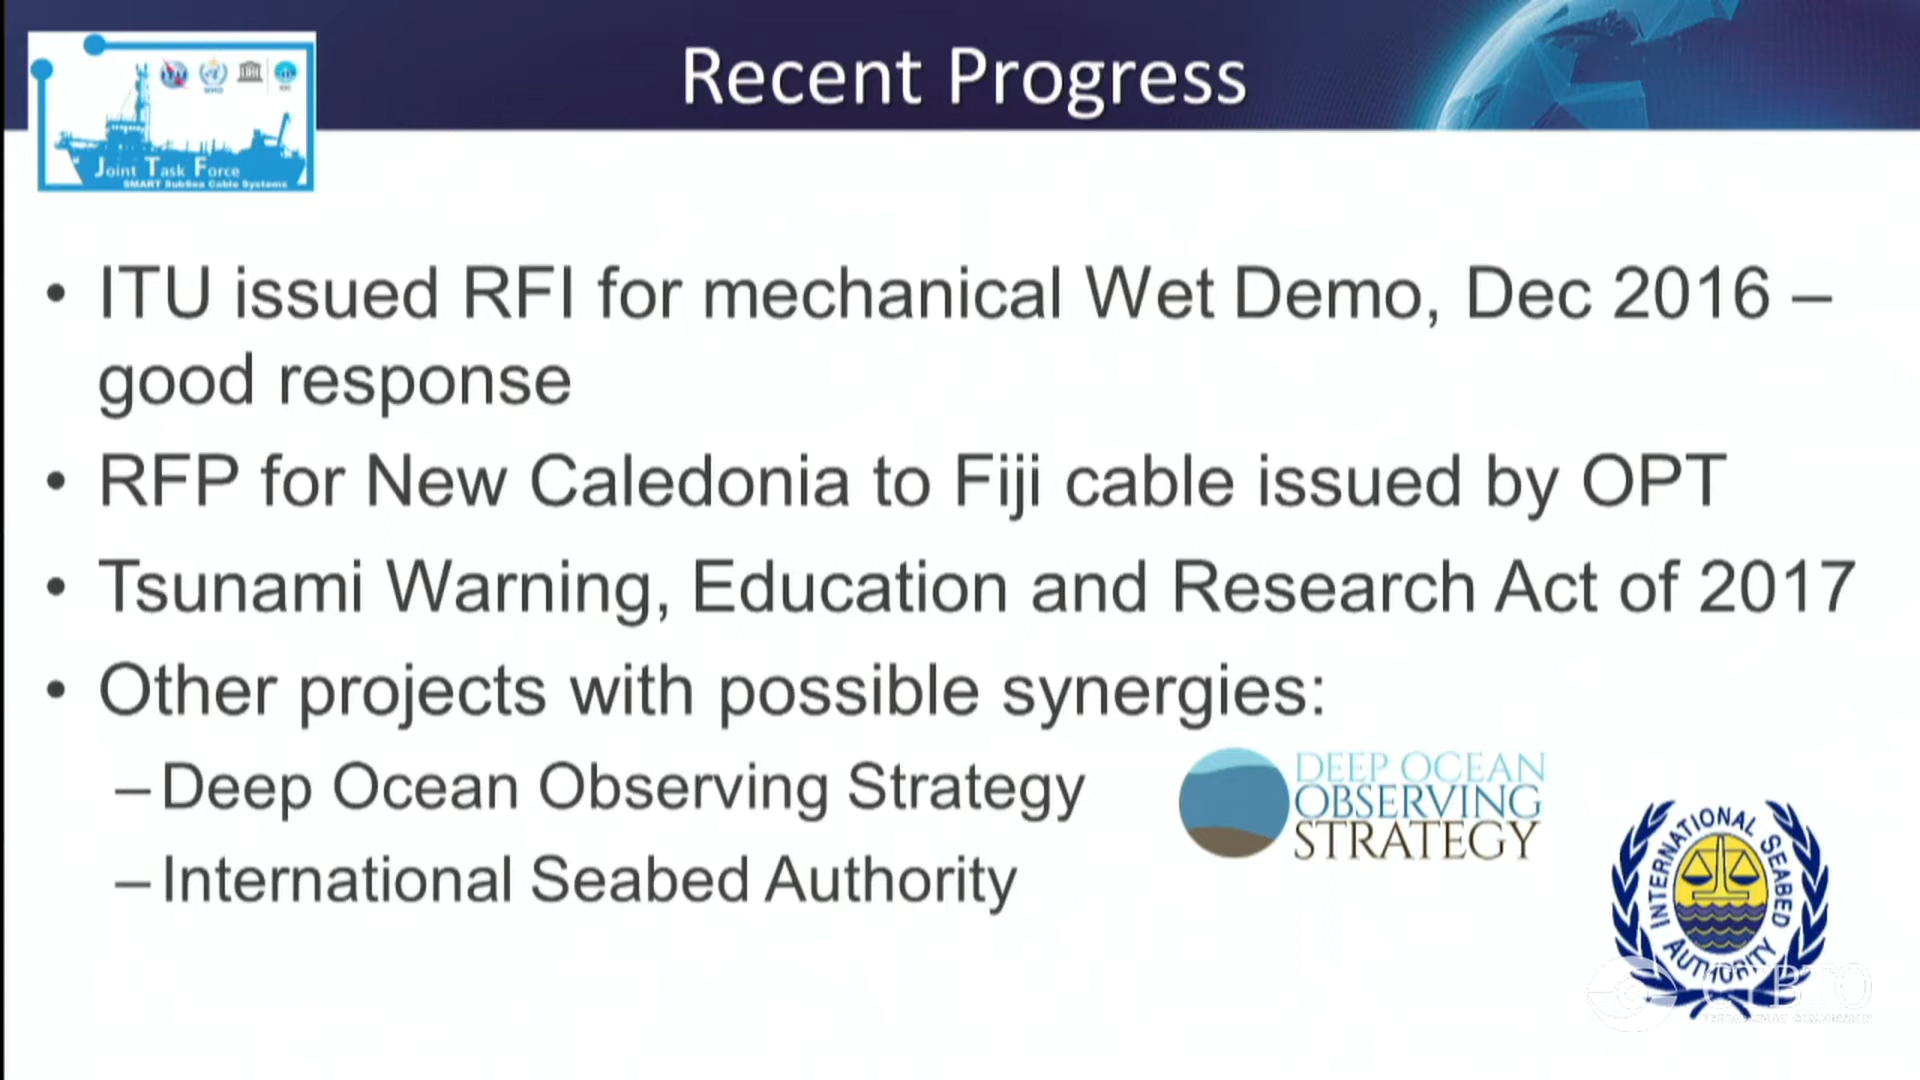 Recent Progress
Joint Task Force
SMART SubSea Cable Systems
• ITU issued RFI for mechanical Wet Demo, Dec 2016 –
good response
• RFP for New Caledonia to Fiji cable issued by OPT
• Tsunami Warning, Education and Research Act of 2017
• Other projects with possible synergies:
– Deep Ocean Observing Strategy
– International Seabed Authority
DEEP OCEAN
OBSERVING
STRATEGY
INTERNATIONAL SEABED
AUTHORITY
CTBTO